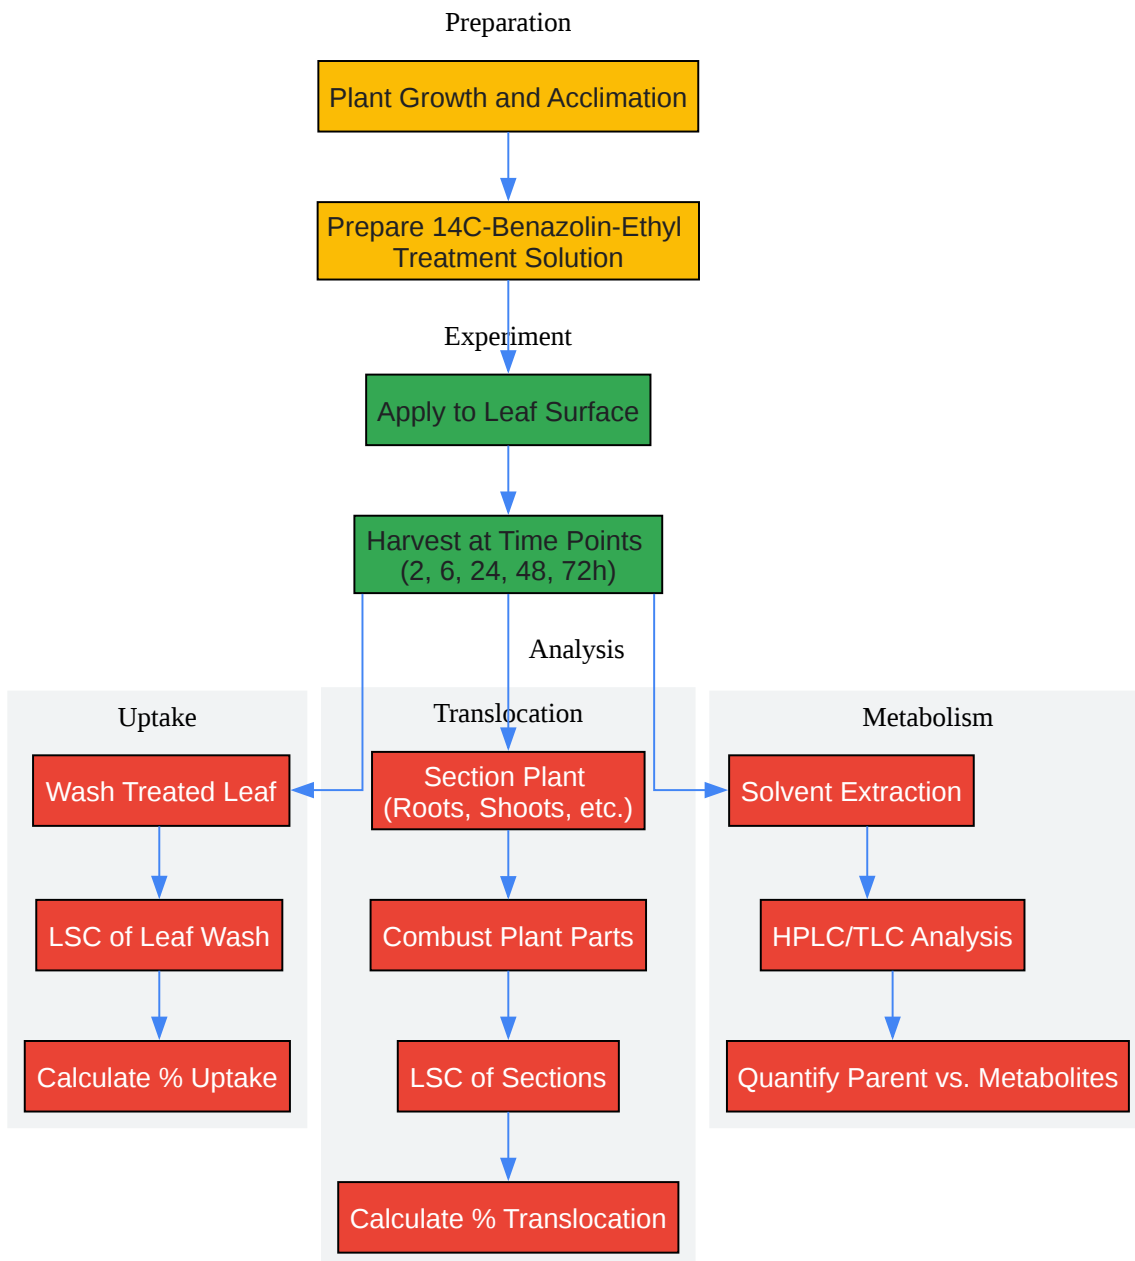 Preparation
Plant Growth and Acclimation
Prepare 14C-Benazolin-Ethyl
Treatment Solution
Experiment
Apply to Leaf Surface
Harvest at Time Points
(2, 6, 24, 48, 72h)
Analysis
Uptake
Wash Treated Leaf
LSC of Leaf Wash
Calculate % Uptake
Translocation
Section Plant
(Roots, Shoots, etc.)
Combust Plant Parts
LSC of Sections
Calculate % Translocation
Metabolism
Solvent Extraction
HPLC/TLC Analysis
Quantify Parent vs. Metabolites